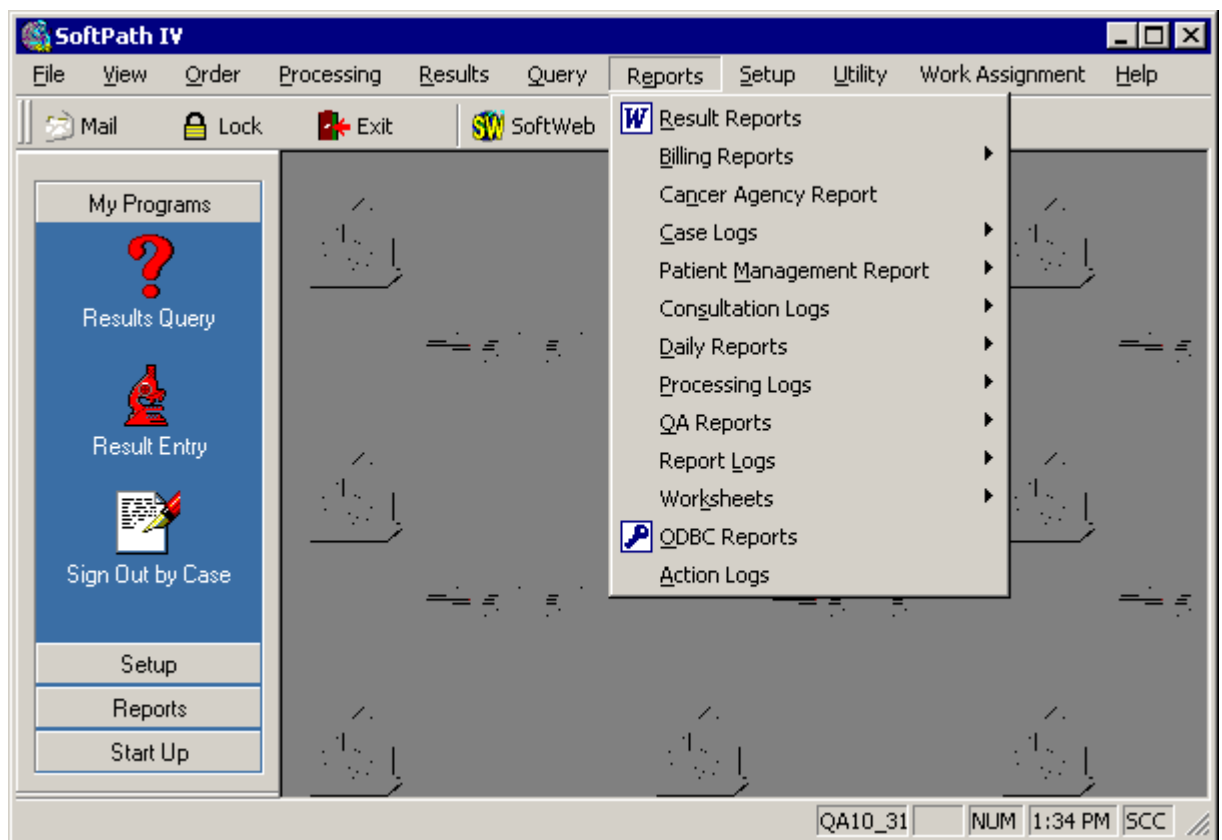 SoftPath IV
File View Order Processing Results Query Reports Setup Utility Work Assignment Help
Mail Lock Exit SW SoftWeb
W Result Reports
Billing Reports
Cancer Agency Report
Case Logs
Patient Management Report
Consultation Logs
Daily Reports
Processing Logs
QA Reports
Report Logs
Worksheets
ODBC Reports
Action Logs
My Programs
Results Query
Result Entry
Sign Out by Case
Setup
Reports
Start Up
QA10_31 NUM 1:34 PM SCC